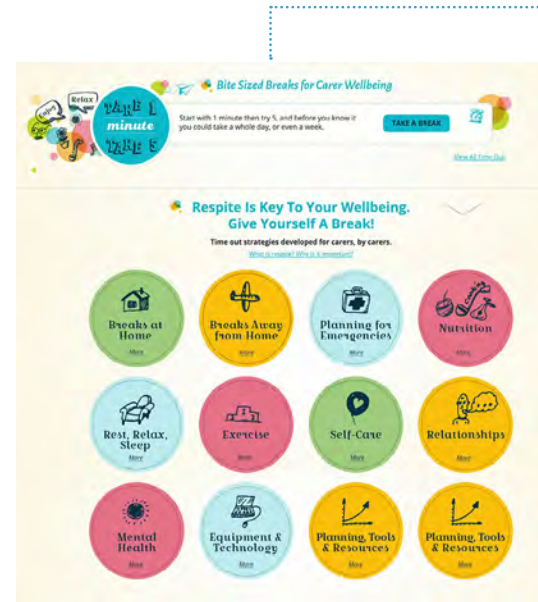 Bite Sized Breaks for Carer Wellbeing
Relax
Enjoy
TAKE 1
minute
TAKE 5
Start with 1 minute then try 5, and before you know it
you could take a whole day, or even a week.
TAKE A BREAK
View All Time Out
Respite Is Key To Your Wellbeing.
Give Yourself A Break!
Time out strategies developed for carers, by carers.
What is respite? Why is it important?
Breaks at
Home
More
Breaks Away
from Home
More
Planning for
Emergencies
More
Nutrition
More
Rest, Relax,
Sleep
More
Exercise
More
Self-Care
More
Relationships
More
Mental
Health
More
Equipment &
Technology
More
Planning, Tools
& Resources
More
Planning, Tools
& Resources
More